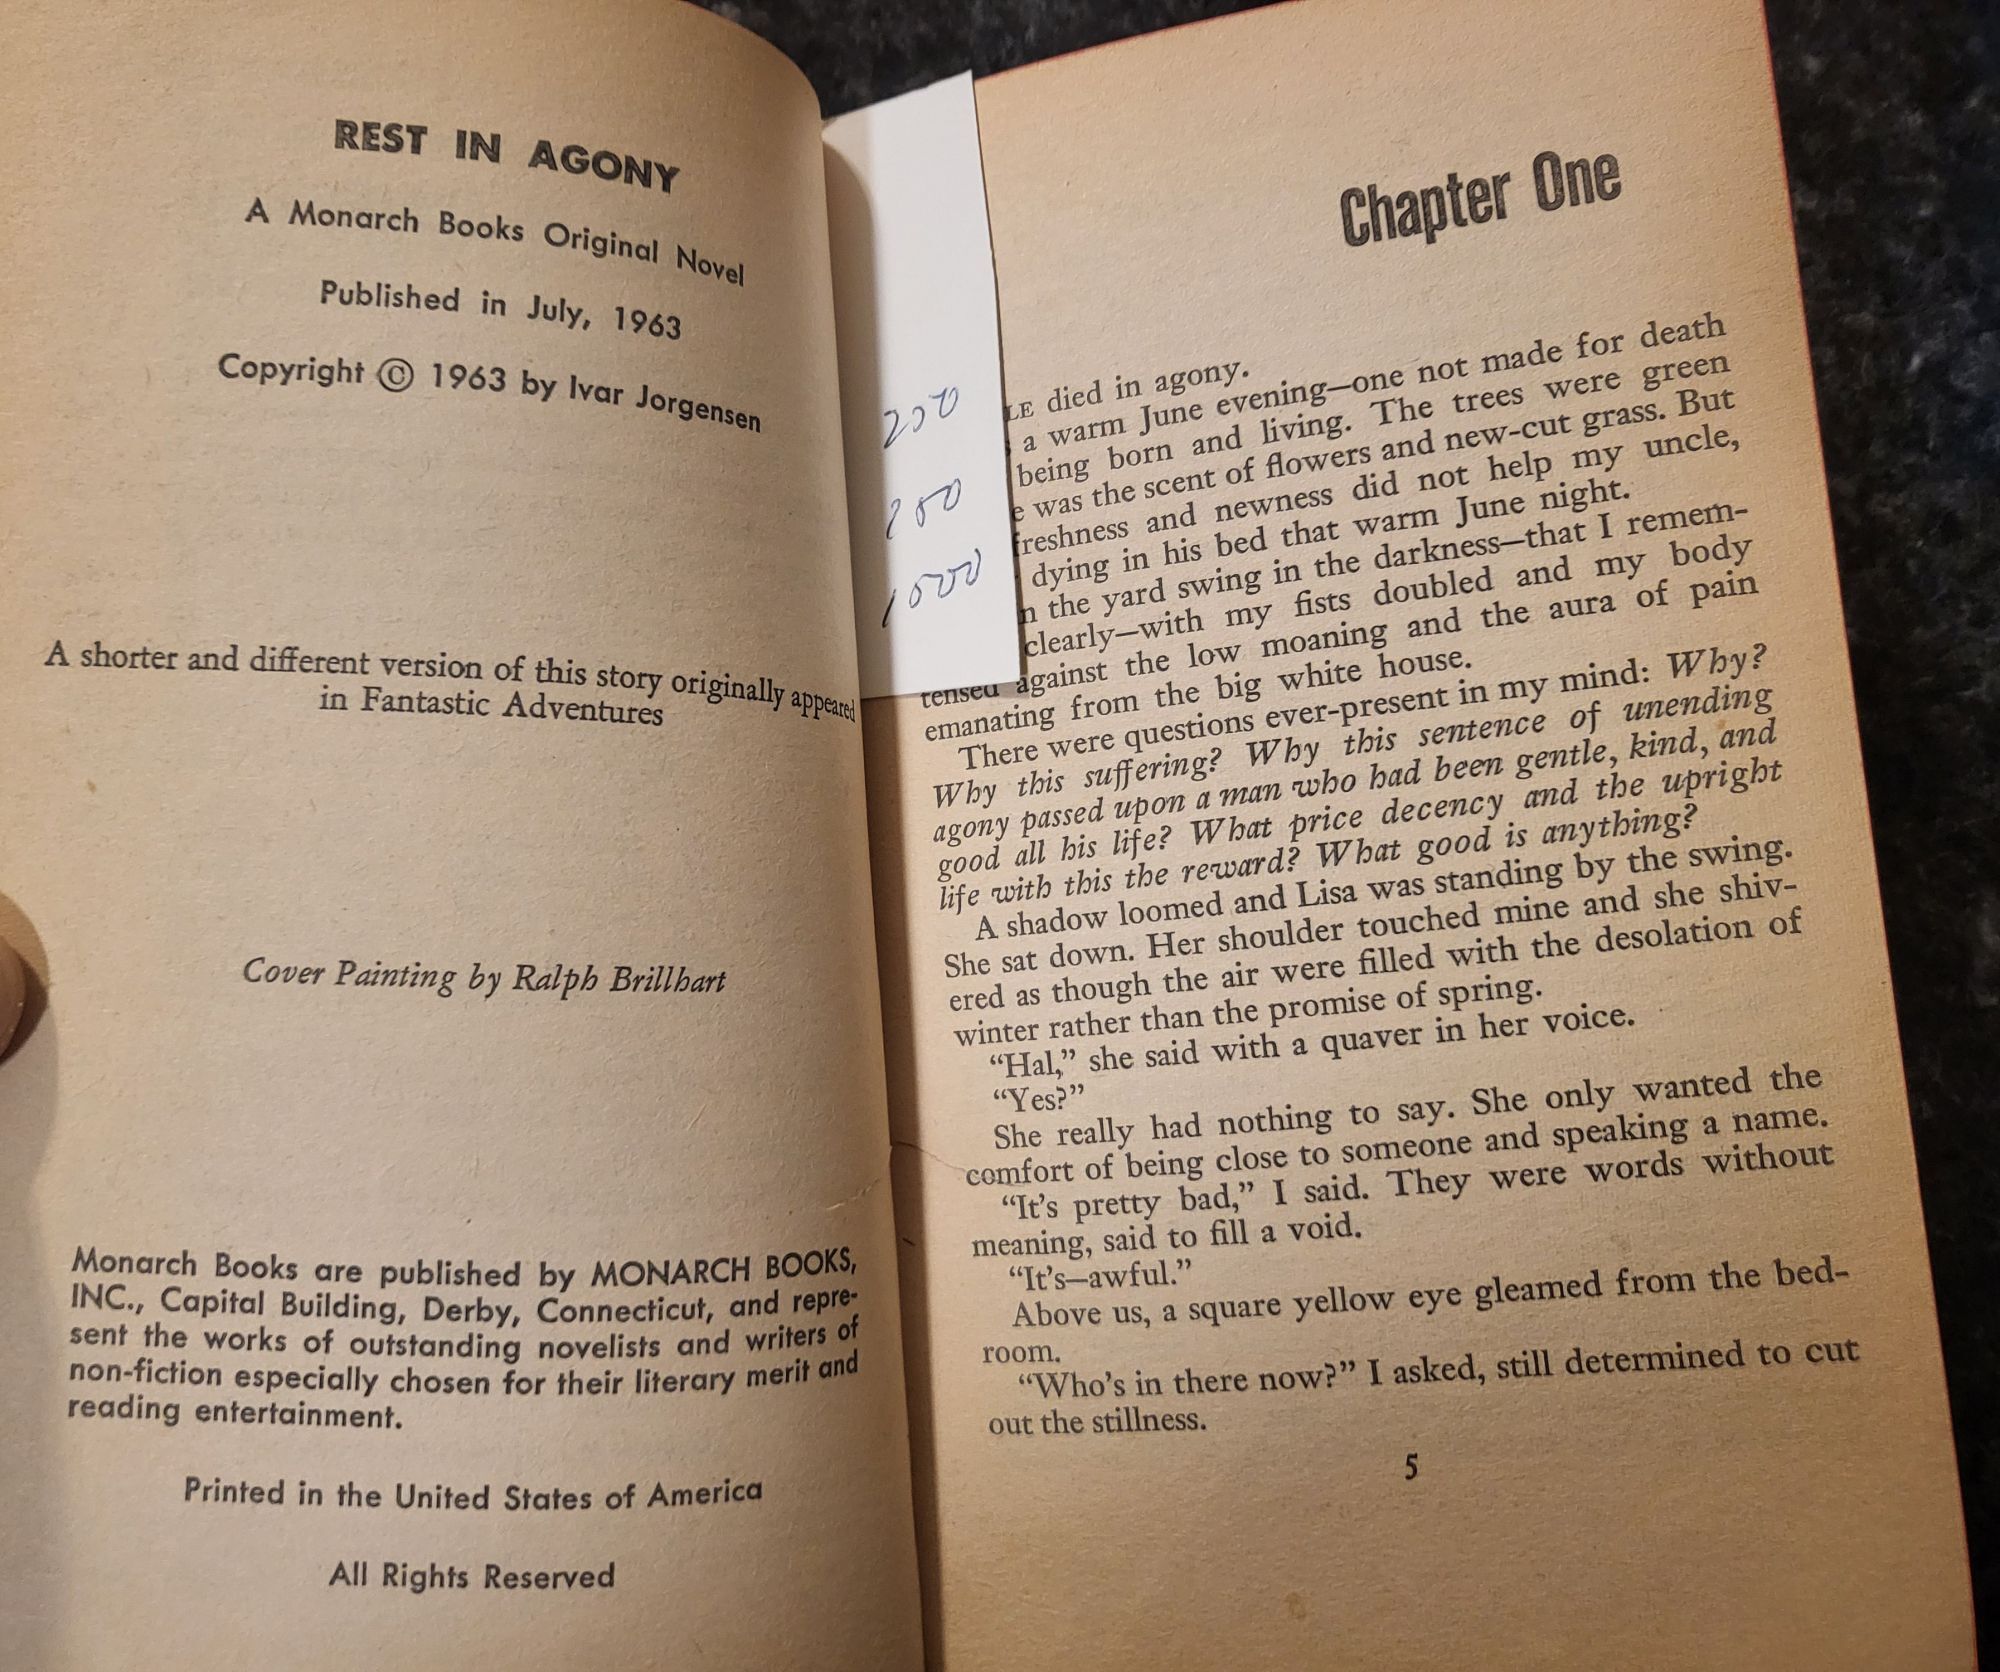 REST IN AGONY
A Monarch Books Original Novel
Published in July, 1963
Copyright © 1963 by Ivar Jorgensen
A shorter and different version of this story originally appeared
in Fantastic Adventures
Cover Painting by Ralph Brillhart
Monarch Books are published by MONARCH BOOKS,
INC., Capital Building, Derby, Connecticut, and repre-
sent the works of outstanding novelists and writers of
non-fiction especially chosen for their literary merit and
reading entertainment.
Printed in the United States of America
All Rights Reserved
200
1500
Chapter One
LE died in agony.
a warm June evening—one not made for death
being born and living. The trees were green
e was the scent of flowers and new-cut grass. But
freshness and newness did not help my uncle,
dying in his bed that warm June night.
n the yard swing in the darkness—that I remem-
clearly—with my fists doubled and my body
tensed against the low moaning and the aura of pain
emanating from the big white house.
There were questions ever-present in my mind: Why?
Why this suffering? Why this sentence of unending
agony passed upon a man who had been gentle, kind, and
good all his life? What price decency and the upright
life with this the reward? What good is anything?
A shadow loomed and Lisa was standing by the swing.
She sat down. Her shoulder touched mine and she shiv-
ered as though the air were filled with the desolation of
winter rather than the promise of spring.
“Hal,” she said with a quaver in her voice.
“Yes?”
She really had nothing to say. She only wanted the
comfort of being close to someone and speaking a name.
“It’s pretty bad,” I said. They were words without
meaning, said to fill a void.
“It’s—awful.”
Above us, a square yellow eye gleamed from the bed-
room.
“Who’s in there now?” I asked, still determined to cut
out the stillness.
5